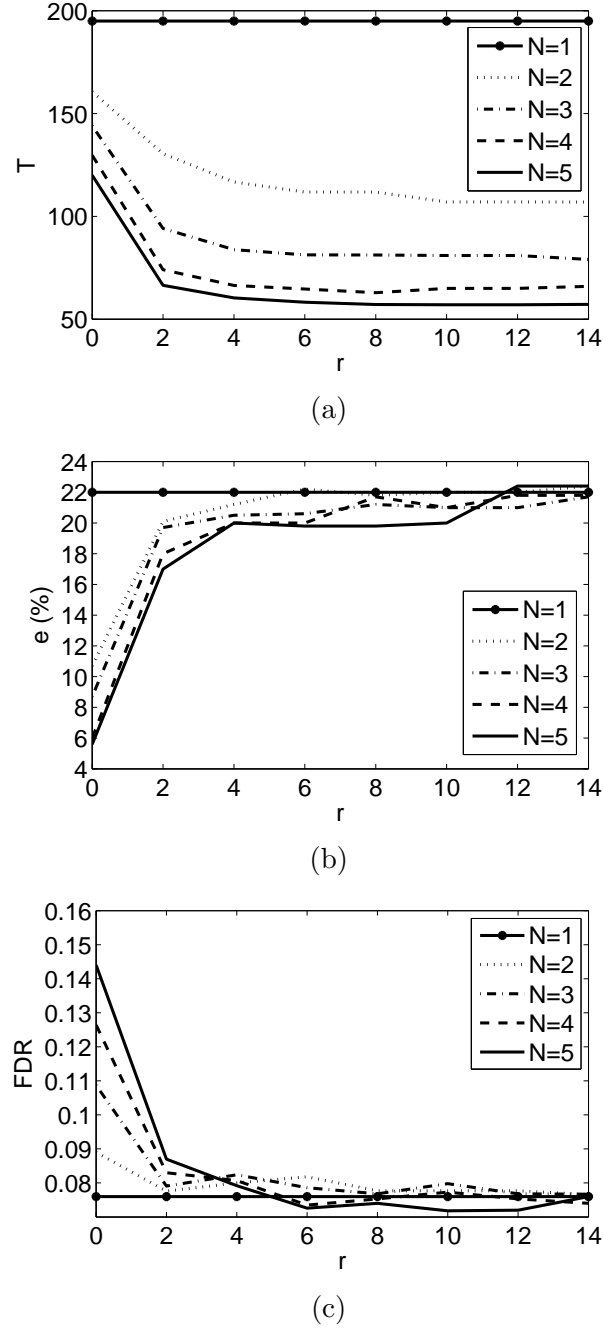 200
150
100
50
T
0 2 4 6 8 10 12 14
r
N=1
N=2
N=3
N=4
N=5
(a)
24
22
20
18
16
14
12
10
8
6
4
e (%)
0 2 4 6 8 10 12 14
r
N=1
N=2
N=3
N=4
N=5
(b)
0.16
0.15
0.14
0.13
0.12
0.11
0.1
0.09
0.08
FDR
0 2 4 6 8 10 12 14
r
N=1
N=2
N=3
N=4
N=5
(c)